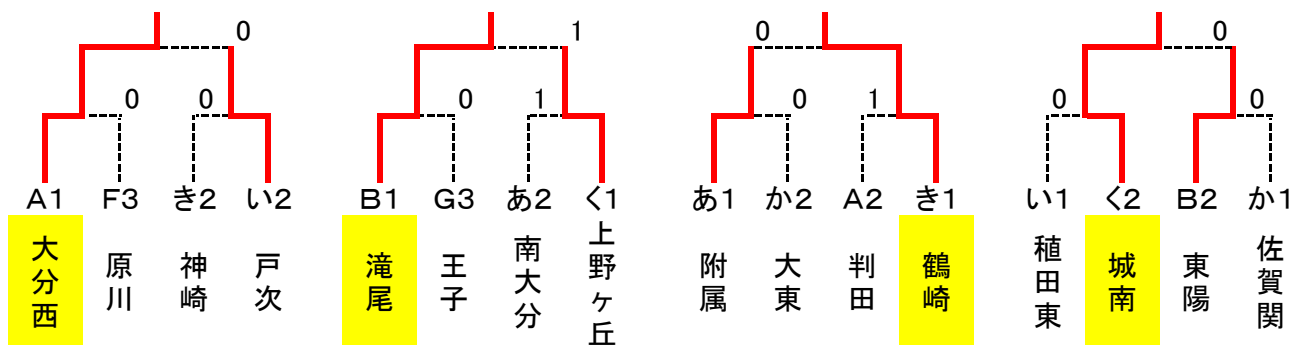 0 1 0 0
0 0 0 1 0 1 0 0
A1 F3 き2 い2 B1 G3 あ2 く1 あ1 か2 A2 き1 い1 く2 B2 か1
大分西
原川
神崎
戸次
滝尾
王子
南大分
上野ヶ丘
附属
大東
判田
鶴崎
稙田東
城南
東陽
佐賀関